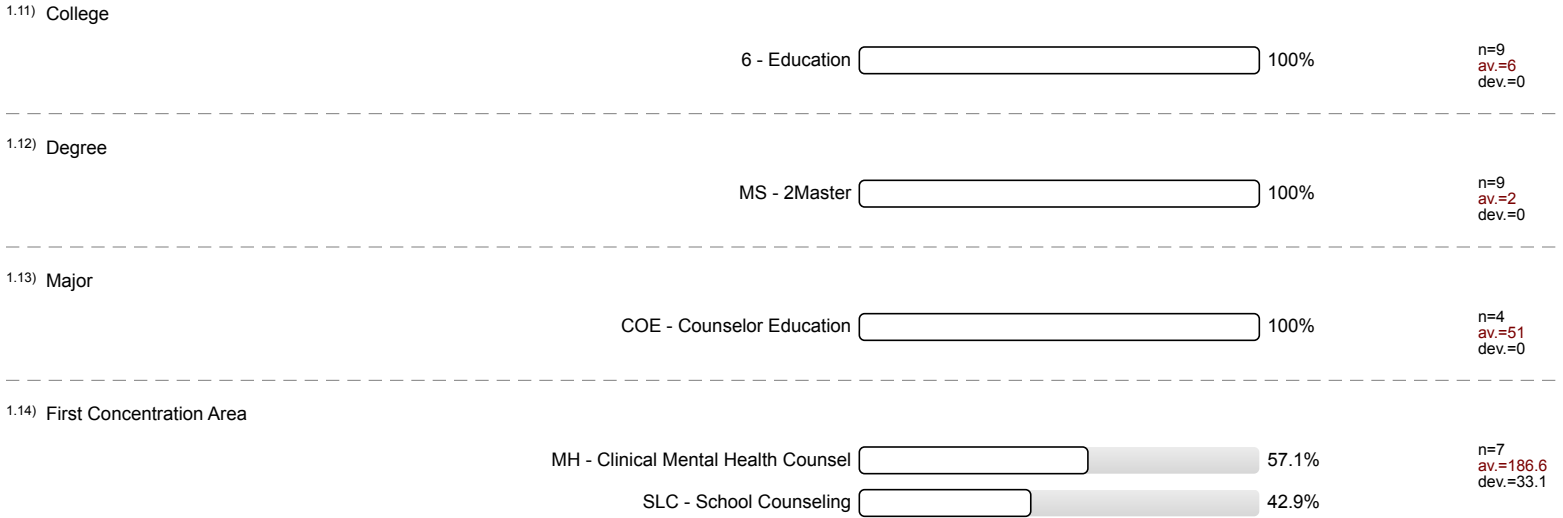 1.11) College
6 - Education 100%
n=9
av.=6
dev.=0
1.12) Degree
MS - 2Master 100%
n=9
av.=2
dev.=0
1.13) Major
COE - Counselor Education 100%
n=4
av.=51
dev.=0
1.14) First Concentration Area
MH - Clinical Mental Health Counsel 57.1%
SLC - School Counseling 42.9%
n=7
av.=186.6
dev.=33.1